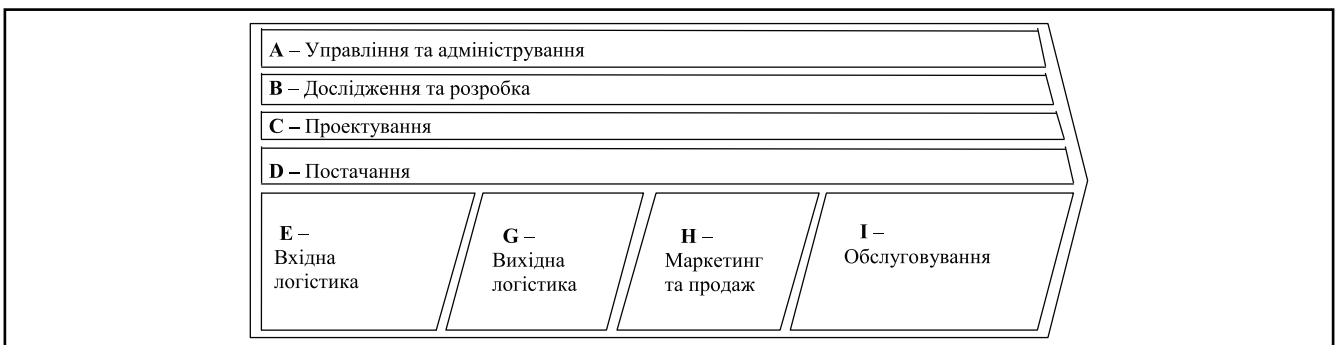 A – Управління та адміністрування
B – Дослідження та розробка
C – Проектування
D – Постачання
E –
Вхідна
логістика
G –
Вихідна
логістика
H –
Маркетинг
та продаж
I –
Обслуговування